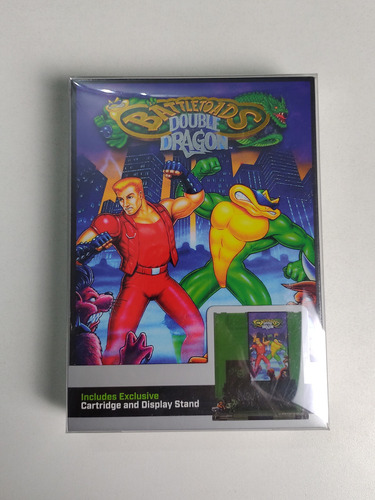 BATTLETOADS
DOUBLE
DRAGON
Includes Exclusive
Cartridge and Display Stand